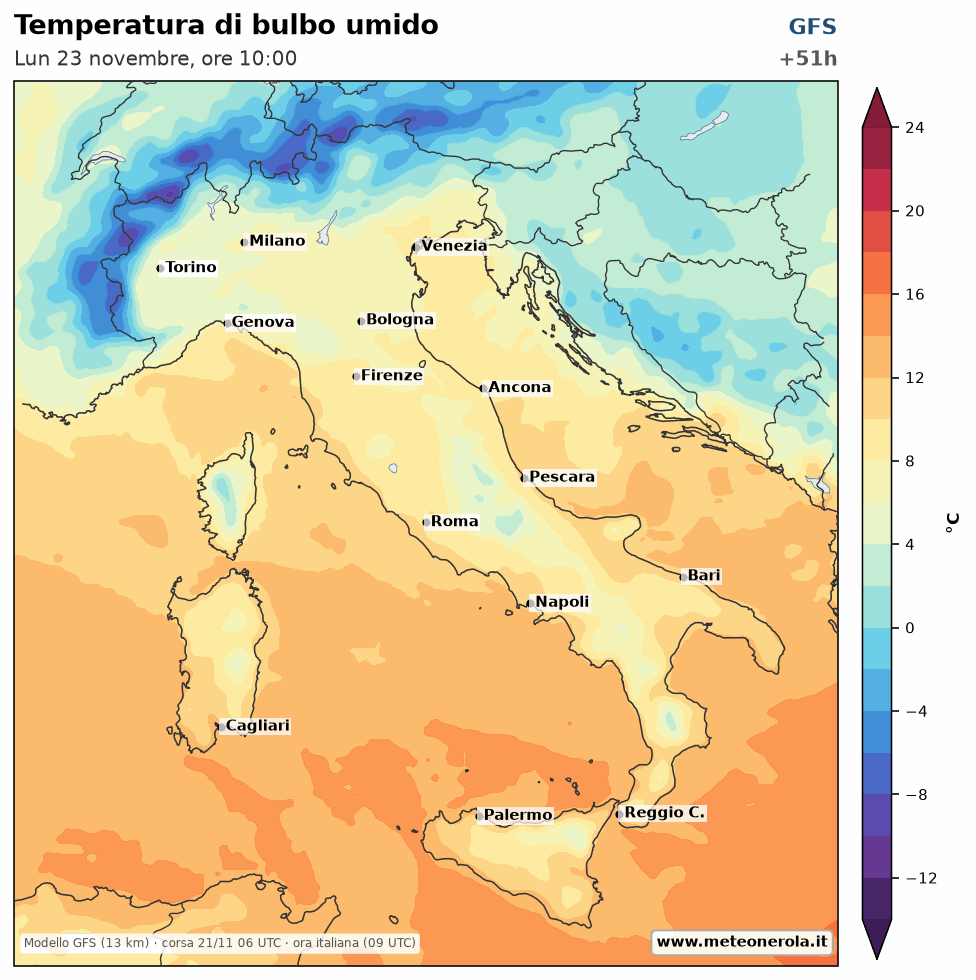 Temperatura di bulbo umido
GFS
Lun 23 novembre, ore 10:00
+51h
Milano
Venezia
Torino
Genova
Bologna
Firenze
Ancona
Pescara
Roma
Bari
Napoli
Cagliari
Palermo
Reggio C.
24
20
16
12
8
4
0
−4
−8
−12
°C
Modello GFS (13 km) · corsa 21/11 06 UTC · ora italiana (09 UTC)
www.meteonerola.it